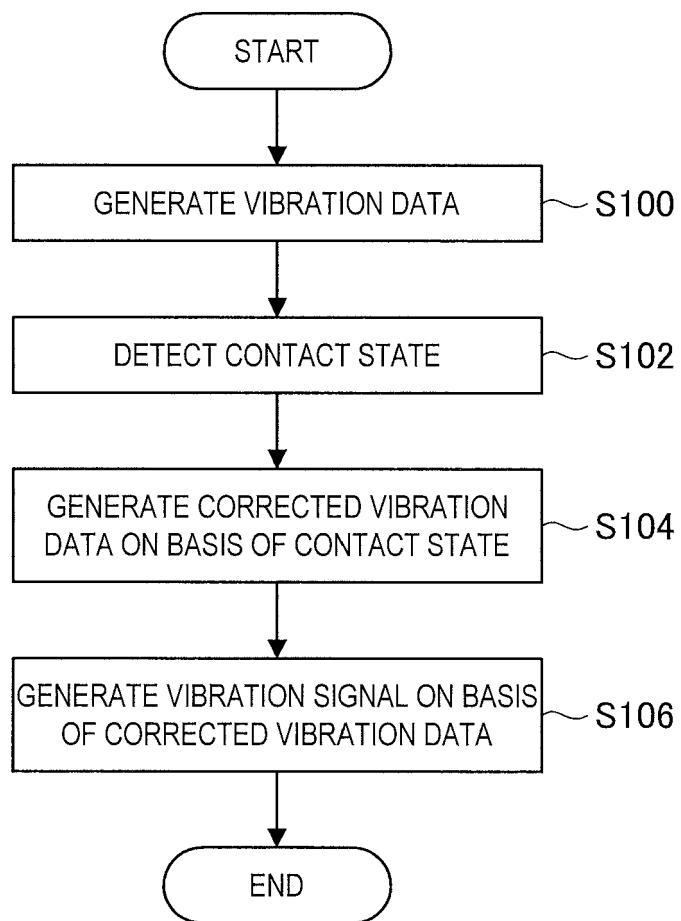 START
GENERATE VIBRATION DATA
S100
DETECT CONTACT STATE
S102
GENERATE CORRECTED VIBRATION
DATA ON BASIS OF CONTACT STATE
S104
GENERATE VIBRATION SIGNAL ON BASIS
OF CORRECTED VIBRATION DATA
S106
END